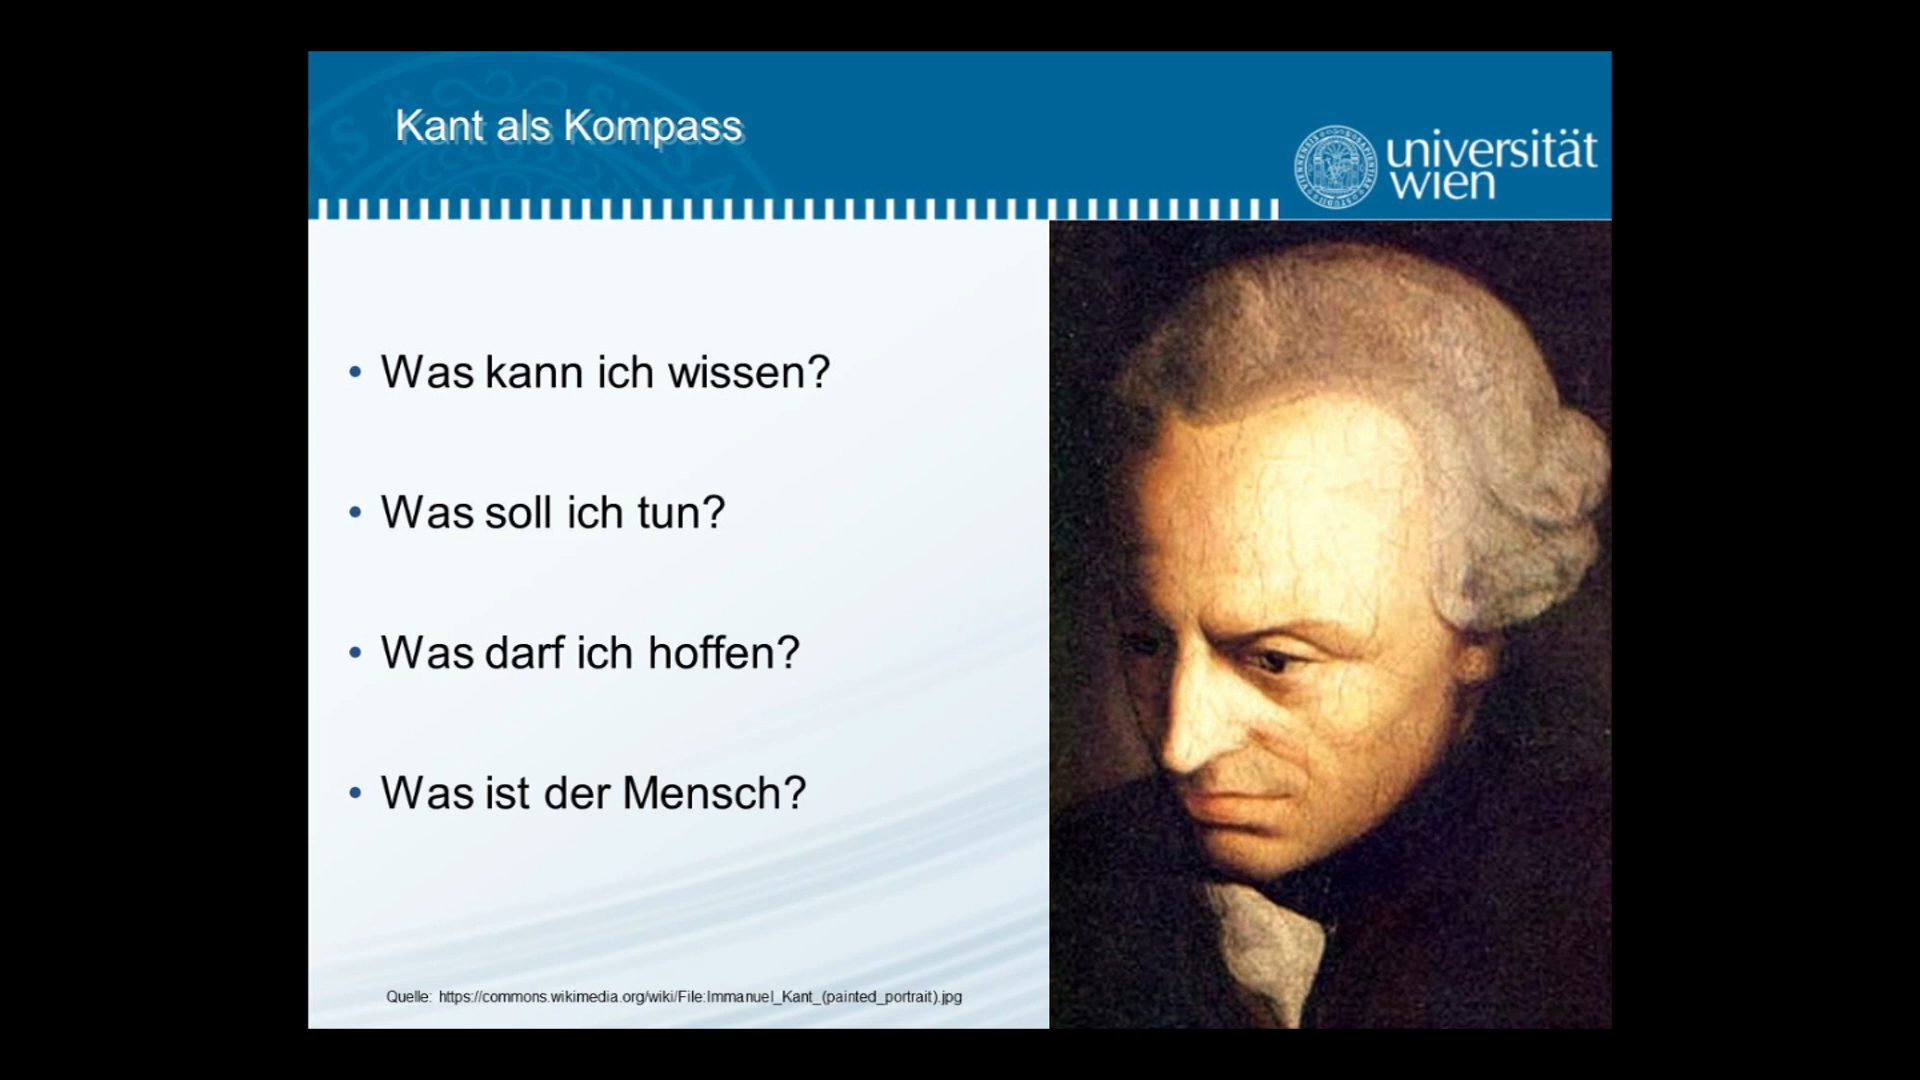 Kant als Kompass
universität
wien
• Was kann ich wissen?
• Was soll ich tun?
• Was darf ich hoffen?
• Was ist der Mensch?
Quelle: https://commons.wikimedia.org/wiki/File:Immanuel_Kant_(painted_portrait).jpg